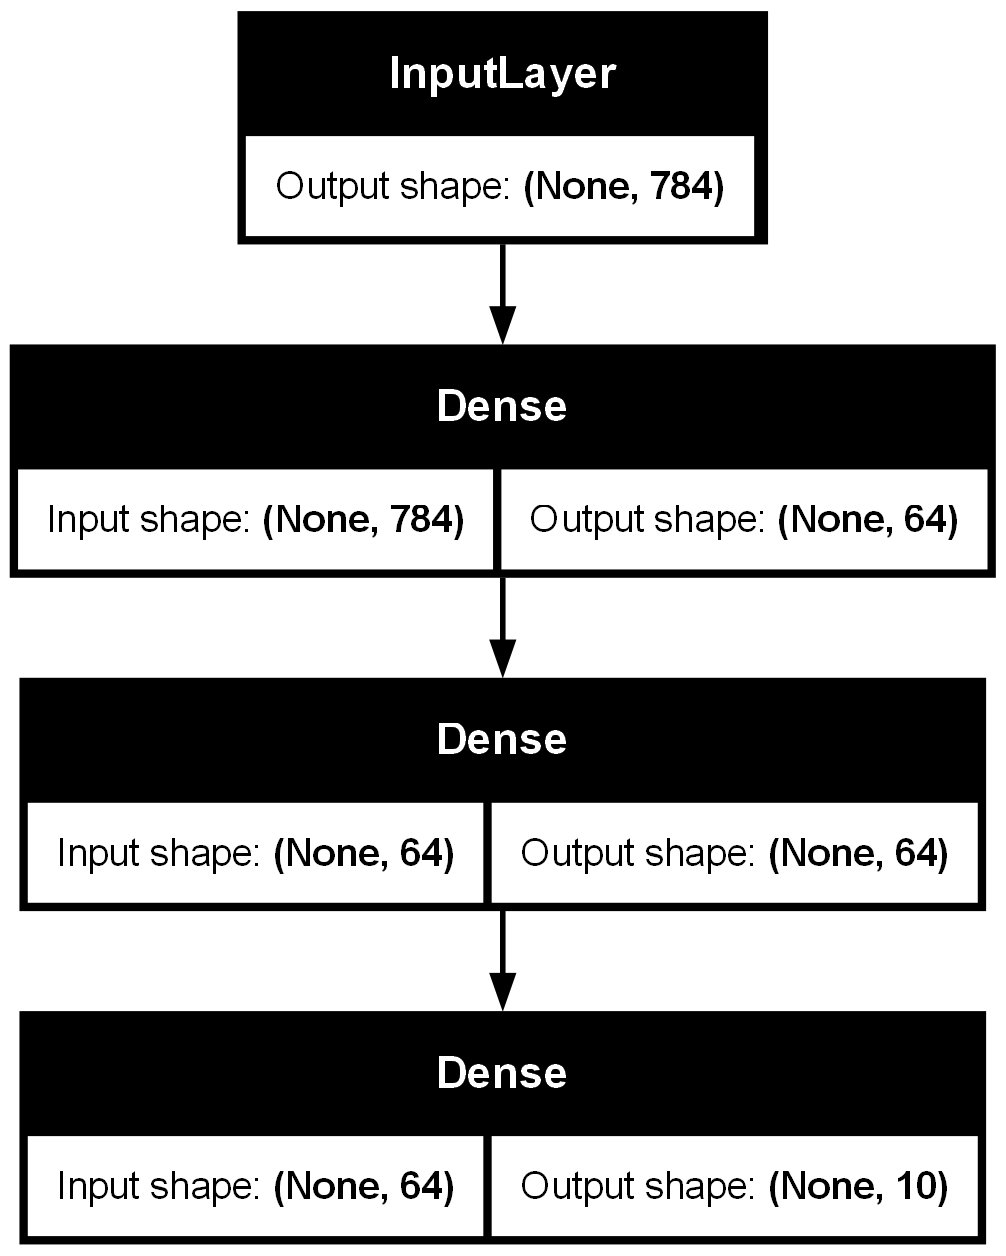 InputLayer
Output shape: (None, 784)
Dense
Input shape: (None, 784) Output shape: (None, 64)
Dense
Input shape: (None, 64) Output shape: (None, 64)
Dense
Input shape: (None, 64) Output shape: (None, 10)